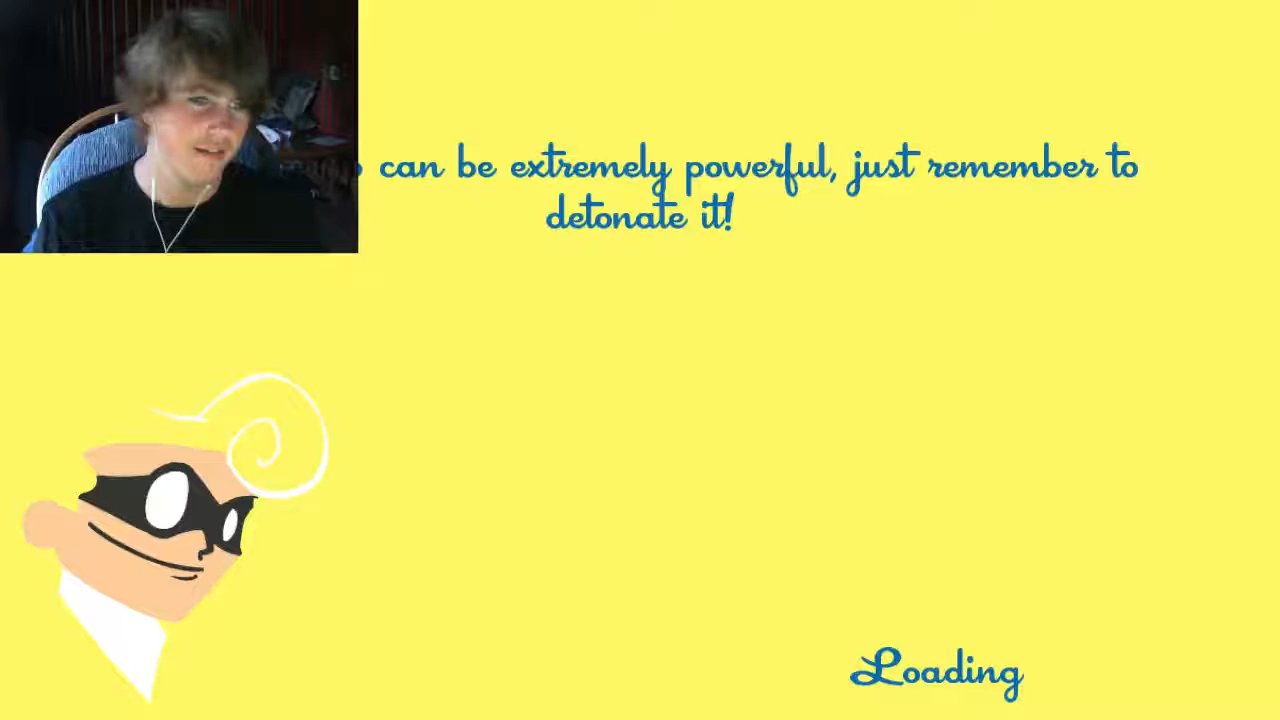 can be extremely powerful, just remember to
detonate it!
Loading